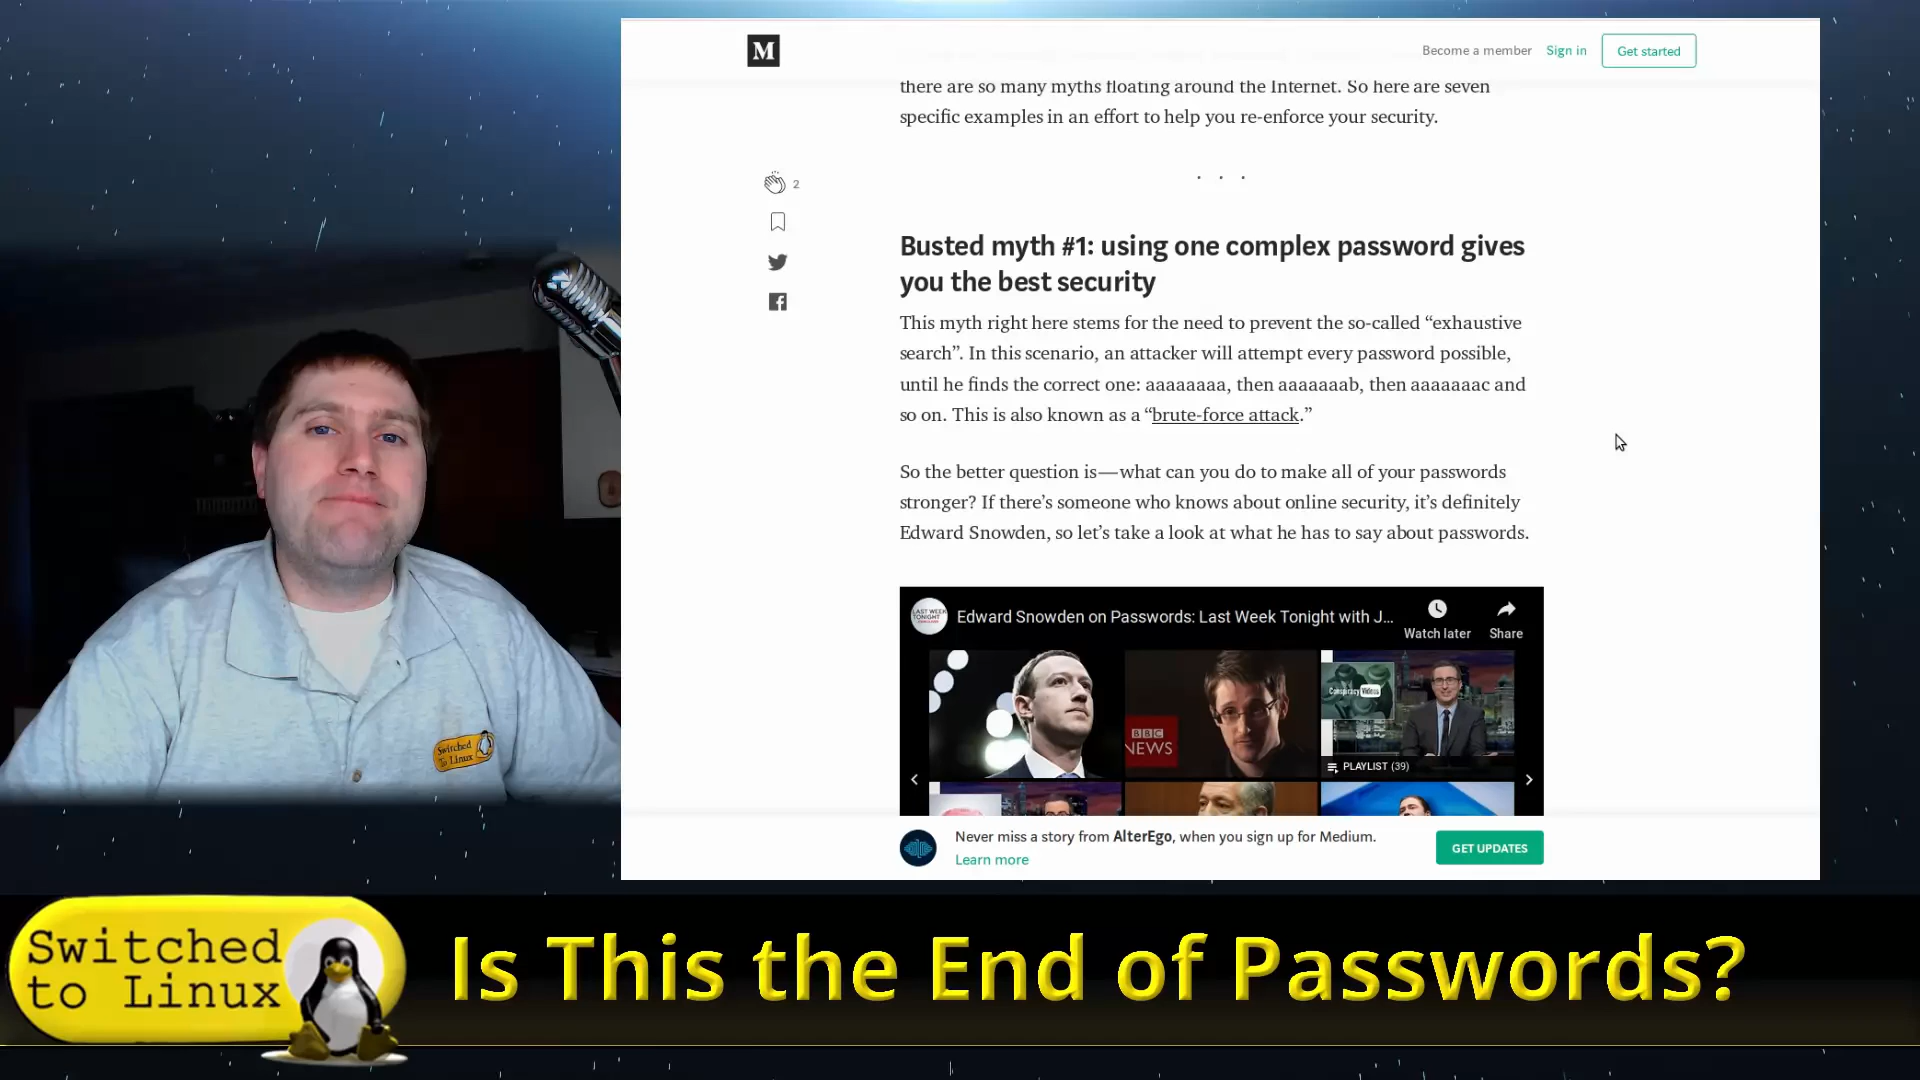 M
Become a member Sign in Get started
there are so many myths floating around the Internet. So here are seven
specific examples in an effort to help you re-enforce your security.
. . .
2
Busted myth #1: using one complex password gives
you the best security
This myth right here stems for the need to prevent the so-called “exhaustive
search”. In this scenario, an attacker will attempt every password possible,
until he finds the correct one: aaaaaaaa, then aaaaaaab, then aaaaaaac and
so on. This is also known as a “brute-force attack.”
So the better question is—what can you do to make all of your passwords
stronger? If there’s someone who knows about online security, it’s definitely
Edward Snowden, so let’s take a look at what he has to say about passwords.
LAST WEEK
TONIGHT
Edward Snowden on Passwords: Last Week Tonight with J...
Watch later
Share
Conspiracy Videos
BBC
NEWS
PLAYLIST (39)
Switched
To Linux
Never miss a story from AlterEgo, when you sign up for Medium.
Learn more
GET UPDATES
Switched
to Linux
Is This the End of Passwords?